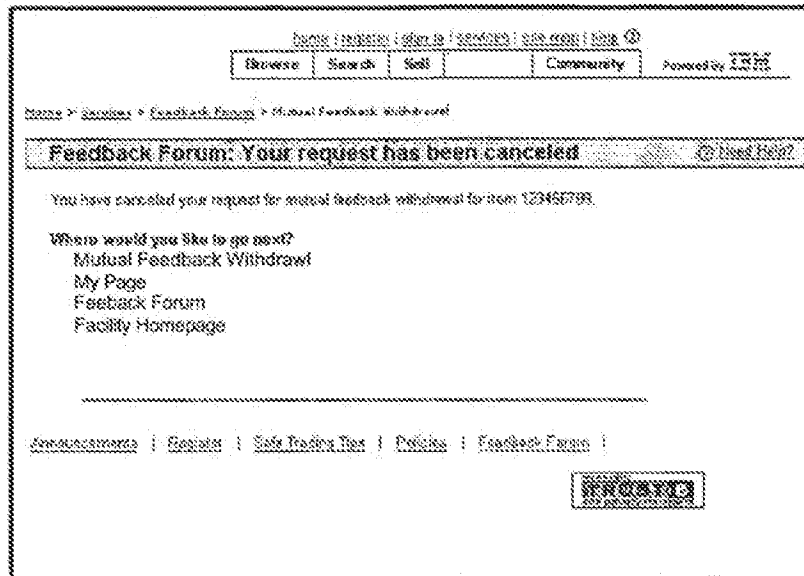 home | register | sign in | services | site map | help
Browse Search Sell Community Powered By IBM
Home > Services > Feedback Forum > Mutual Feedback Withdrawal
Feedback Forum: Your request has been canceled Need Help?
You have canceled your request for mutual feedback withdrawal for item 123456789.
Where would you like to go next?
Mutual Feedback Withdrawl
My Page
Feeback Forum
Facility Homepage
Announcements | Register | Safe Trading Tips | Policies | Feedback Forum |